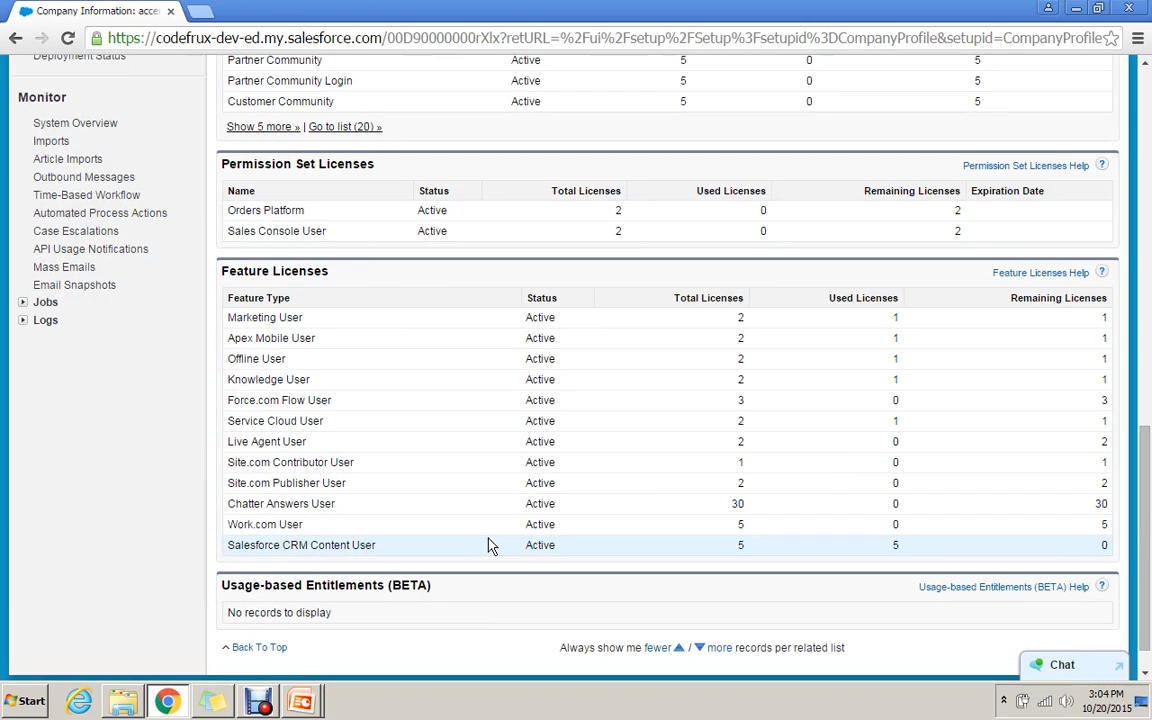 Company Information: acce
https://codefrux-dev-ed.my.salesforce.com/00D90000000rXlx?retURL=%2Fui%2Fsetup%2FSetup%3Fsetupid%3DCompanyProfile&setupid=CompanyProfile
Deployment Status
Monitor
System Overview
Imports
Article Imports
Outbound Messages
Time-Based Workflow
Automated Process Actions
Case Escalations
API Usage Notifications
Mass Emails
Email Snapshots
Jobs
Logs
Partner Community Active 5 0 5
Partner Community Login Active 5 0 5
Customer Community Active 5 0 5
Show 5 more » | Go to list (20) »
Permission Set Licenses Permission Set Licenses Help ?
Name Status Total Licenses Used Licenses Remaining Licenses Expiration Date
Orders Platform Active 2 0 2
Sales Console User Active 2 0 2
Feature Licenses Feature Licenses Help ?
Feature Type Status Total Licenses Used Licenses Remaining Licenses
Marketing User Active 2 1 1
Apex Mobile User Active 2 1 1
Offline User Active 2 1 1
Knowledge User Active 2 1 1
Force.com Flow User Active 3 0 3
Service Cloud User Active 2 1 1
Live Agent User Active 2 0 2
Site.com Contributor User Active 1 0 1
Site.com Publisher User Active 2 0 2
Chatter Answers User Active 30 0 30
Work.com User Active 5 0 5
Salesforce CRM Content User Active 5 5 0
Usage-based Entitlements (BETA) Usage-based Entitlements (BETA) Help ?
No records to display
Back To Top Always show me fewer / more records per related list
Chat
Start
3:04 PM
10/20/2015